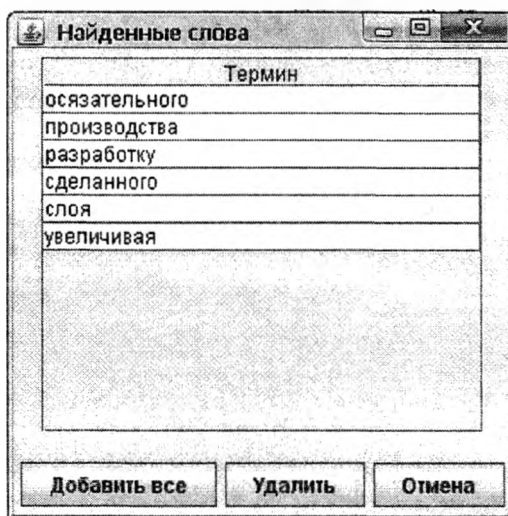 Найденные слова
Термин
осязательного
производства
разработку
сделанного
слоя
увеличивая
Добавить все Удалить Отмена